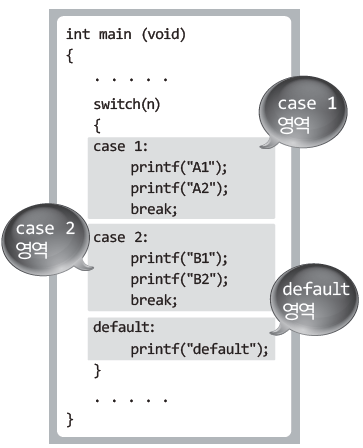 int main (void)
{
. . . . .
switch(n)
{
case 1:
printf("A1");
printf("A2");
break;
case 1
영역
case 2:
printf("B1");
printf("B2");
break;
case 2
영역
default:
printf("default");
default
영역
}
. . . . .
}